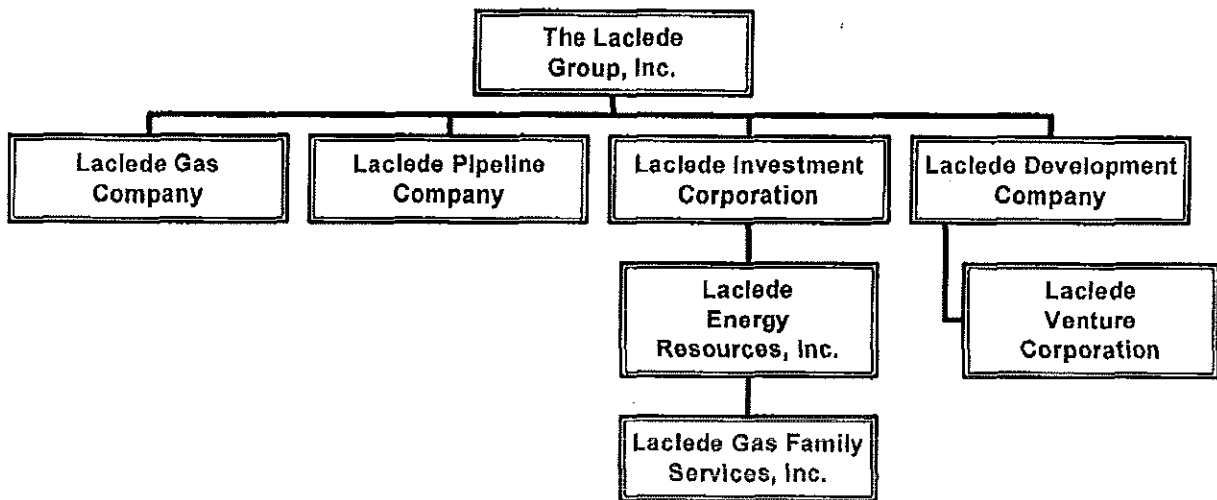 The Laclede
Group, Inc.
Laclede Gas
Company
Laclede Pipeline
Company
Laclede Investment
Corporation
Laclede Development
Company
Laclede
Energy
Resources, Inc.
Laclede
Venture
Corporation
Laclede Gas Family
Services, Inc.